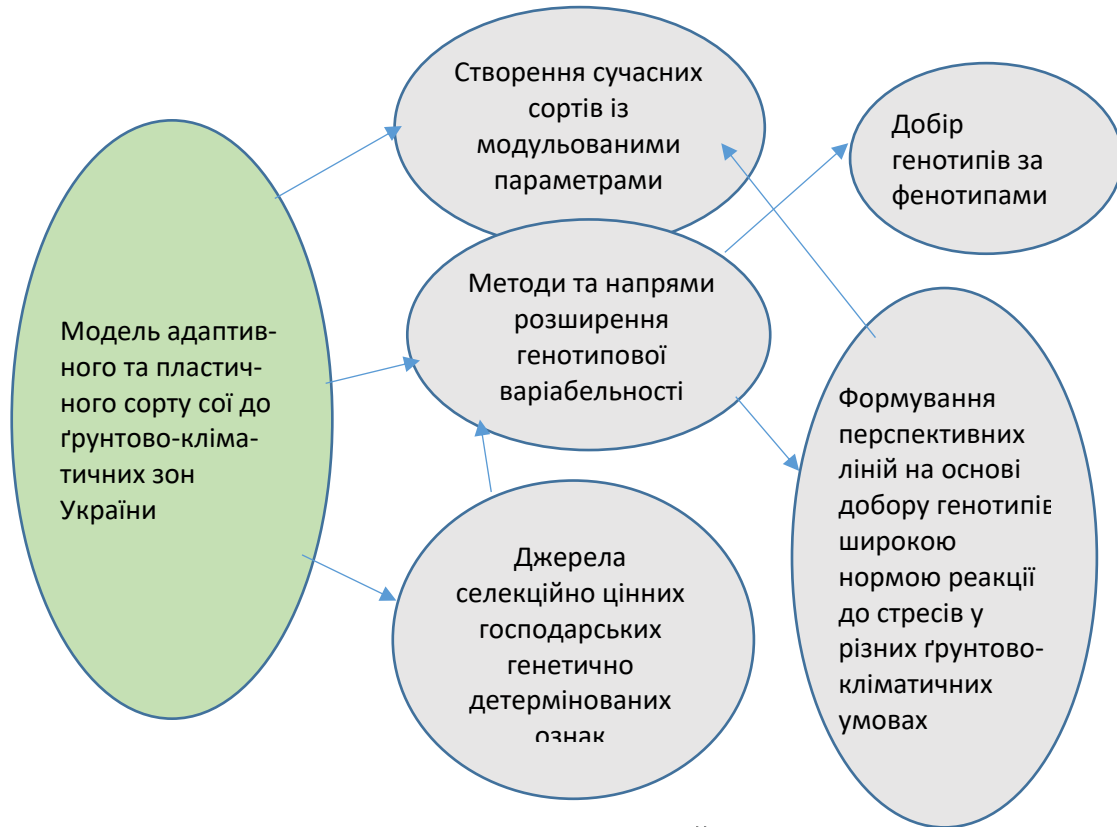 Створення сучасних
сортів із
модульованими
параметрами
Добір
генотипів за
фенотипами
Методи та напрями
розширення
генотипової
варіабельності
Модель адаптив-
ного та пластич-
ного сорту сої до
ґрунтово-кліма-
тичних зон
України
Формування
перспективних
ліній на основі
добору генотипів
широкою
нормою реакції
до стресів у
різних ґрунтово-
кліматичних
умовах
Джерела
селекційно цінних
господарських
генетично
детермінованих
ознак